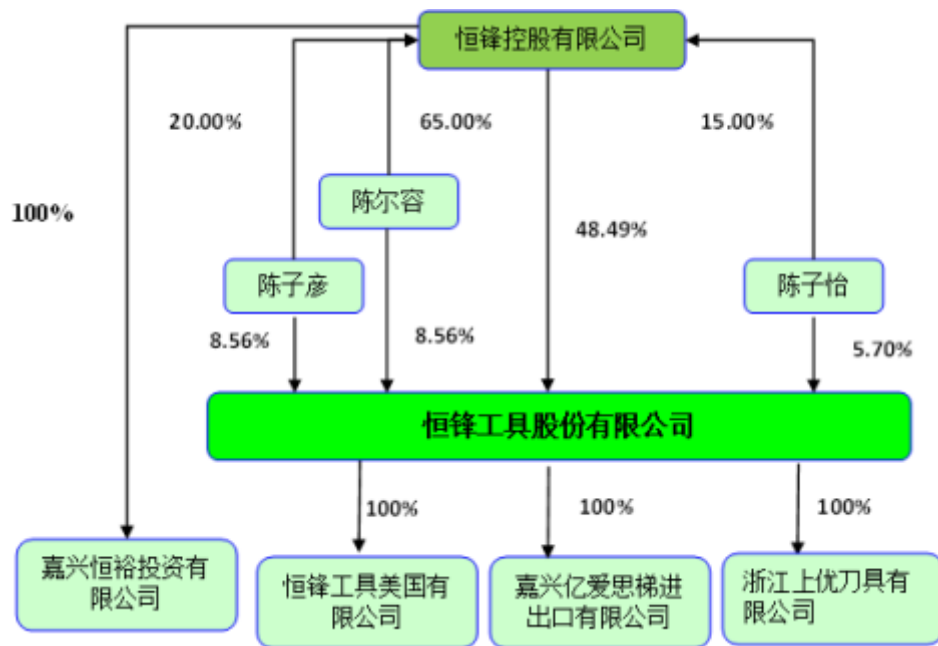 恒锋控股有限公司
20.00%
65.00%
15.00%
陈尔容
100%
48.49%
陈子彦
陈子怡
8.56%
8.56%
5.70%
恒锋工具股份有限公司
100%
100%
100%
嘉兴恒裕投资有
限公司
恒锋工具美国有
限公司
嘉兴亿爱思梯进
出口有限公司
浙江上优刀具有
限公司